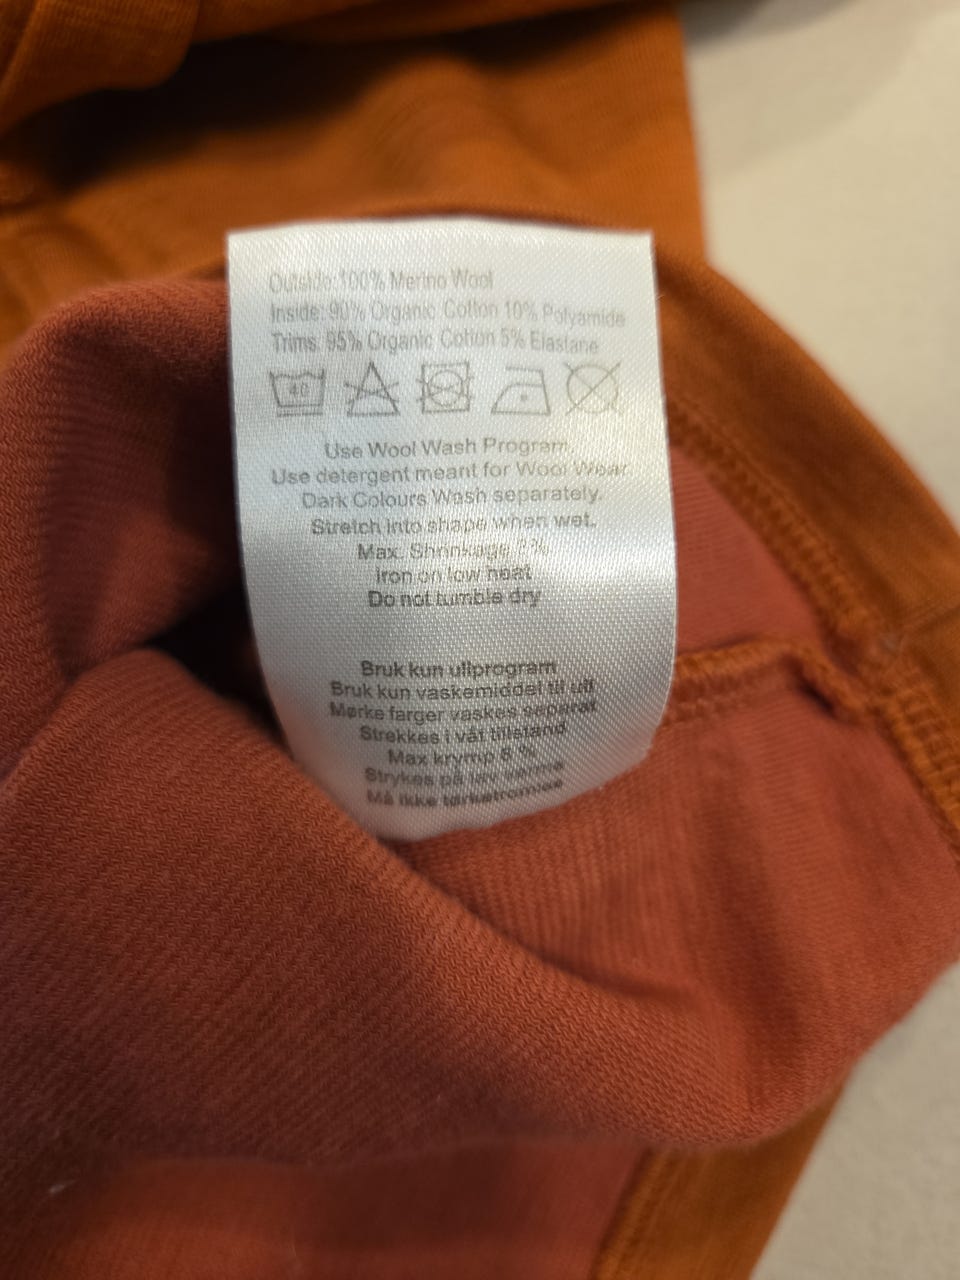 Outside:100% Merino Wool
Inside: 90% Organic Cotton 10% Polyamide
Trims: 95% Organic Cotton 5% Elastane
40
Use Wool Wash Program.
Use detergent meant for Wool Wear.
Dark Colours Wash separately.
Stretch into shape when wet.
Max. Shrinkage %
Iron on low heat
Do not tumble dry
Bruk kun ullprogram
Bruk kun vaskemiddel til ull
Mørke farger vaskes separat
Strekkes i våt tilstand
Max krymp 8 %
Strykes på lav varme
Må ikke tørketromles